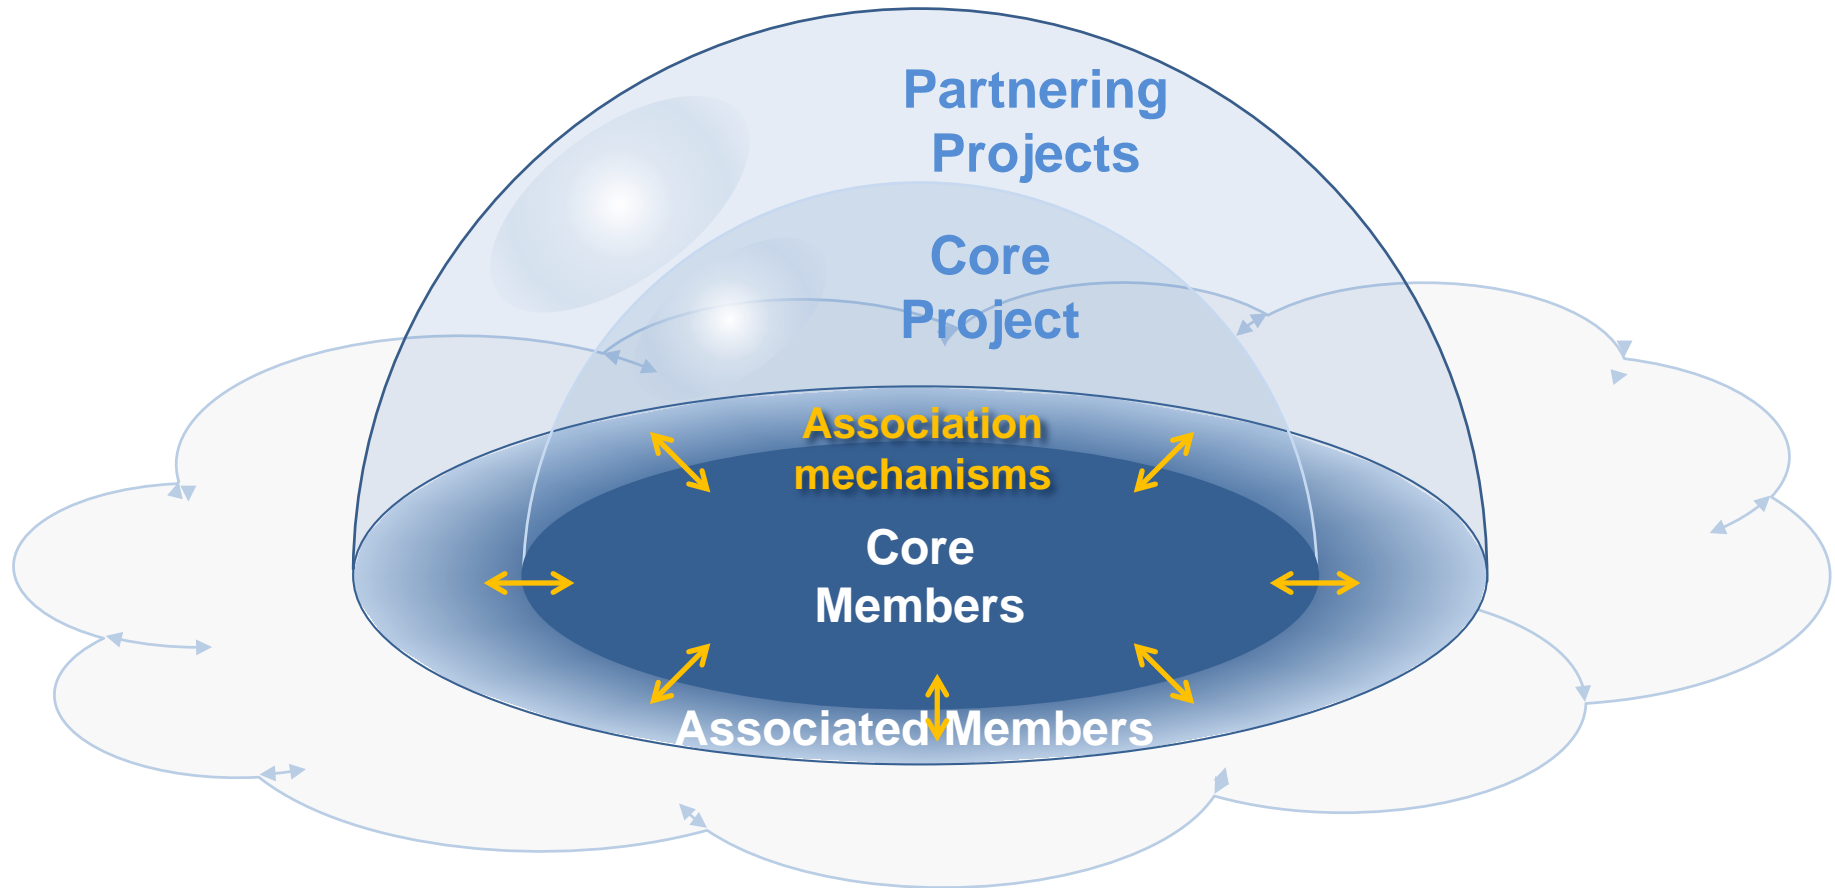 Partnering
Projects
Core
Project
Association
mechanisms
Core
Members
Associated Members